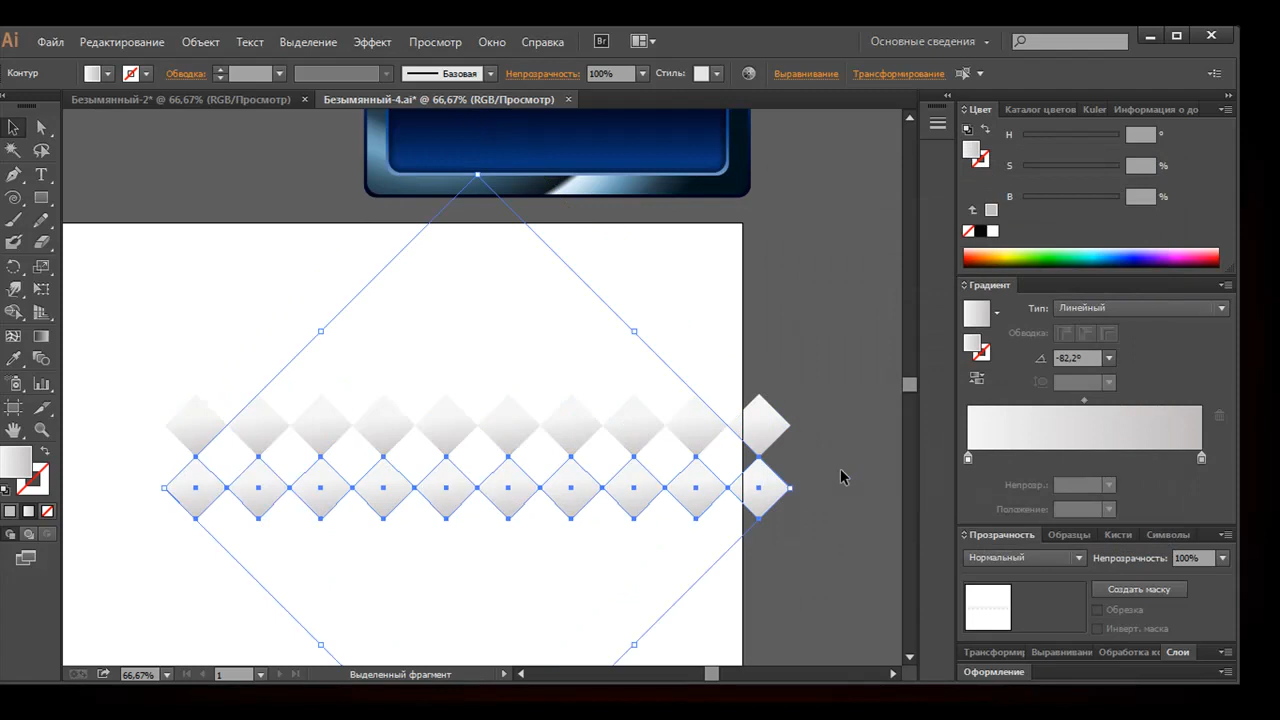 Ai Файл Редактирование Объект Текст Выделение Эффект Просмотр Окно Справка Br Основные сведения
Контур Обводка: Базовая Непрозрачность: 100% Стиль: Выравнивание Трансформирование
Безымянный-2* @ 66,67% (RGB/Просмотр) × Безымянный-4.ai* @ 66,67% (RGB/Просмотр) ×
Цвет Каталог цветов Kuler Информация о до
H °
S %
B %
Градиент
Тип: Линейный
Обводка:
-82,2°
Непрозр.:
Положение:
Прозрачность Образцы Кисти Символы
Нормальный Непрозрачность: 100%
Создать маску
Обрезка
Инверт. маска
Трансформир Выравнивани Обработка кс Слои
Оформление
66,67% 1 Выделенный фрагмент